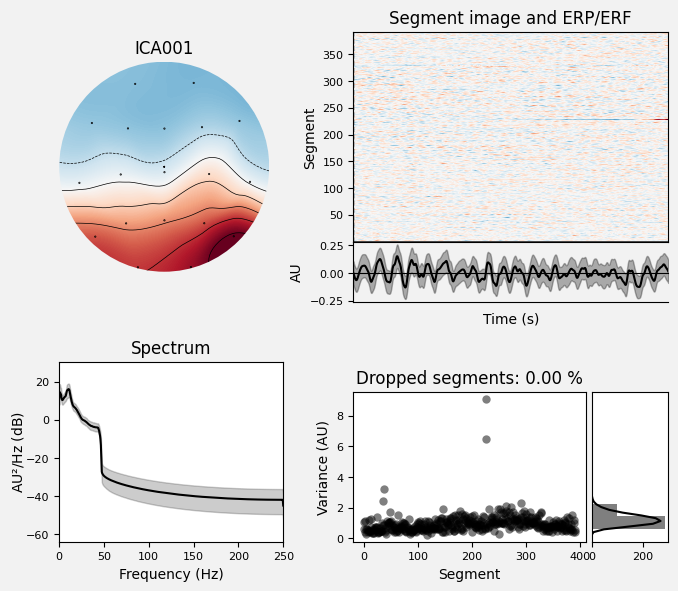 ICA001
Segment image and ERP/ERF
Segment
350
300
250
200
150
100
50
AU
0.25
0.00
−0.25
Time (s)
Spectrum
AU²/Hz (dB)
20
0
−20
−40
−60
0 50 100 150 200 250
Frequency (Hz)
Dropped segments: 0.00 %
Variance (AU)
8
6
4
2
0
0 100 200 300 400
Segment
0 200